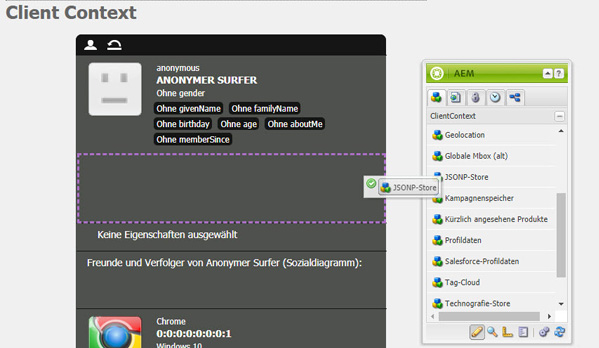 Client Context
anonymous
ANONYMER SURFER
Ohne gender
Ohne givenName Ohne familyName
Ohne birthday Ohne age Ohne aboutMe
Ohne memberSince
JSONP-Store
Keine Eigenschaften ausgewählt
Freunde und Verfolger von Anonymer Surfer (Sozialdiagramm):
Chrome
0:0:0:0:0:0:0:1
Windows 10
AEM
?
ClientContext
Geolocation
Globale Mbox (alt)
JSONP-Store
Kampagnenspeicher
Kürzlich angesehene Produkte
Profildaten
Salesforce-Profildaten
Tag-Cloud
Technografie-Store